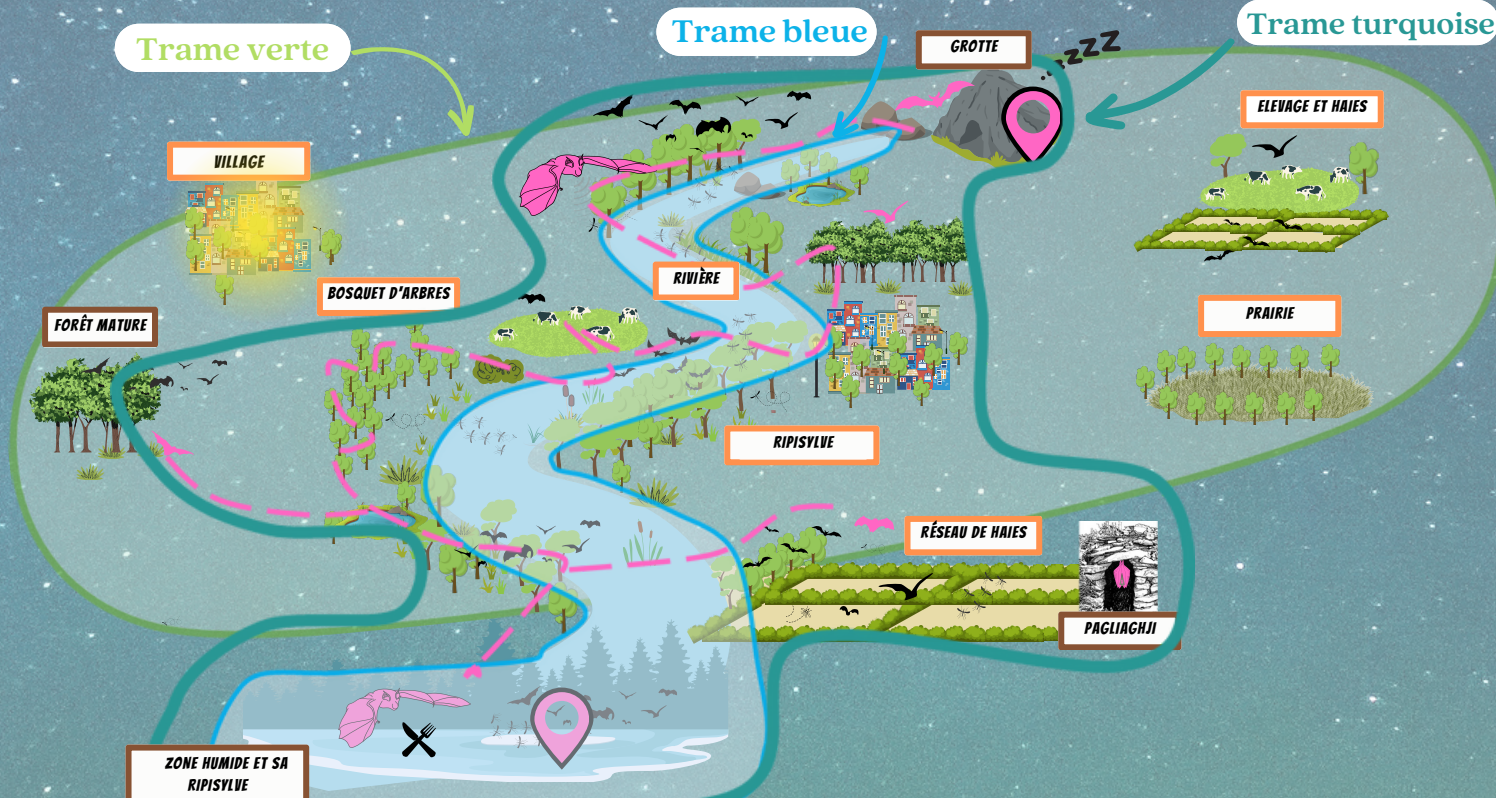 Trame verte
Trame bleue
Trame turquoise
GROTTE
zzzz
ELEVAGE ET HAIES
VILLAGE
RIVIÈRE
BOSQUET D'ARBRES
PRAIRIE
FORÊT MATURE
RIPISYLVE
RÉSEAU DE HAIES
PAGLIAGHJI
ZONE HUMIDE ET SA
RIPISYLVE